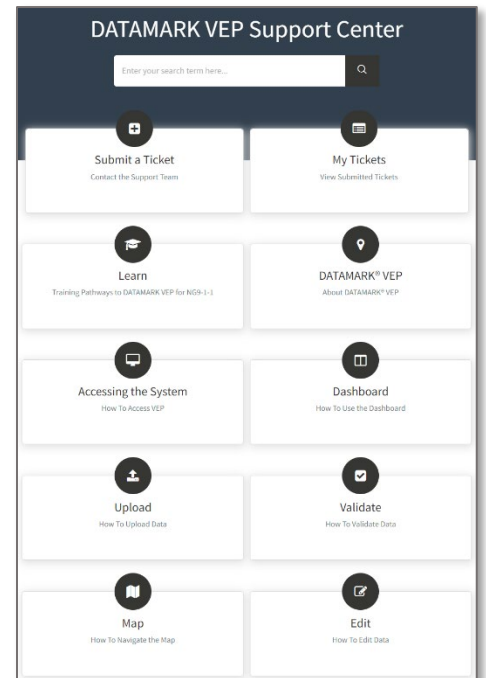 DATAMARK VEP Support Center
Enter your search term here...
Submit a Ticket
Contact the Support Team
My Tickets
View Submitted Tickets
Learn
Training Pathways to DATAMARK VEP for NG9-1-1
DATAMARK® VEP
About DATAMARK® VEP
Accessing the System
How To Access VEP
Dashboard
How To Use the Dashboard
Upload
How To Upload Data
Validate
How To Validate Data
Map
How To Navigate the Map
Edit
How To Edit Data